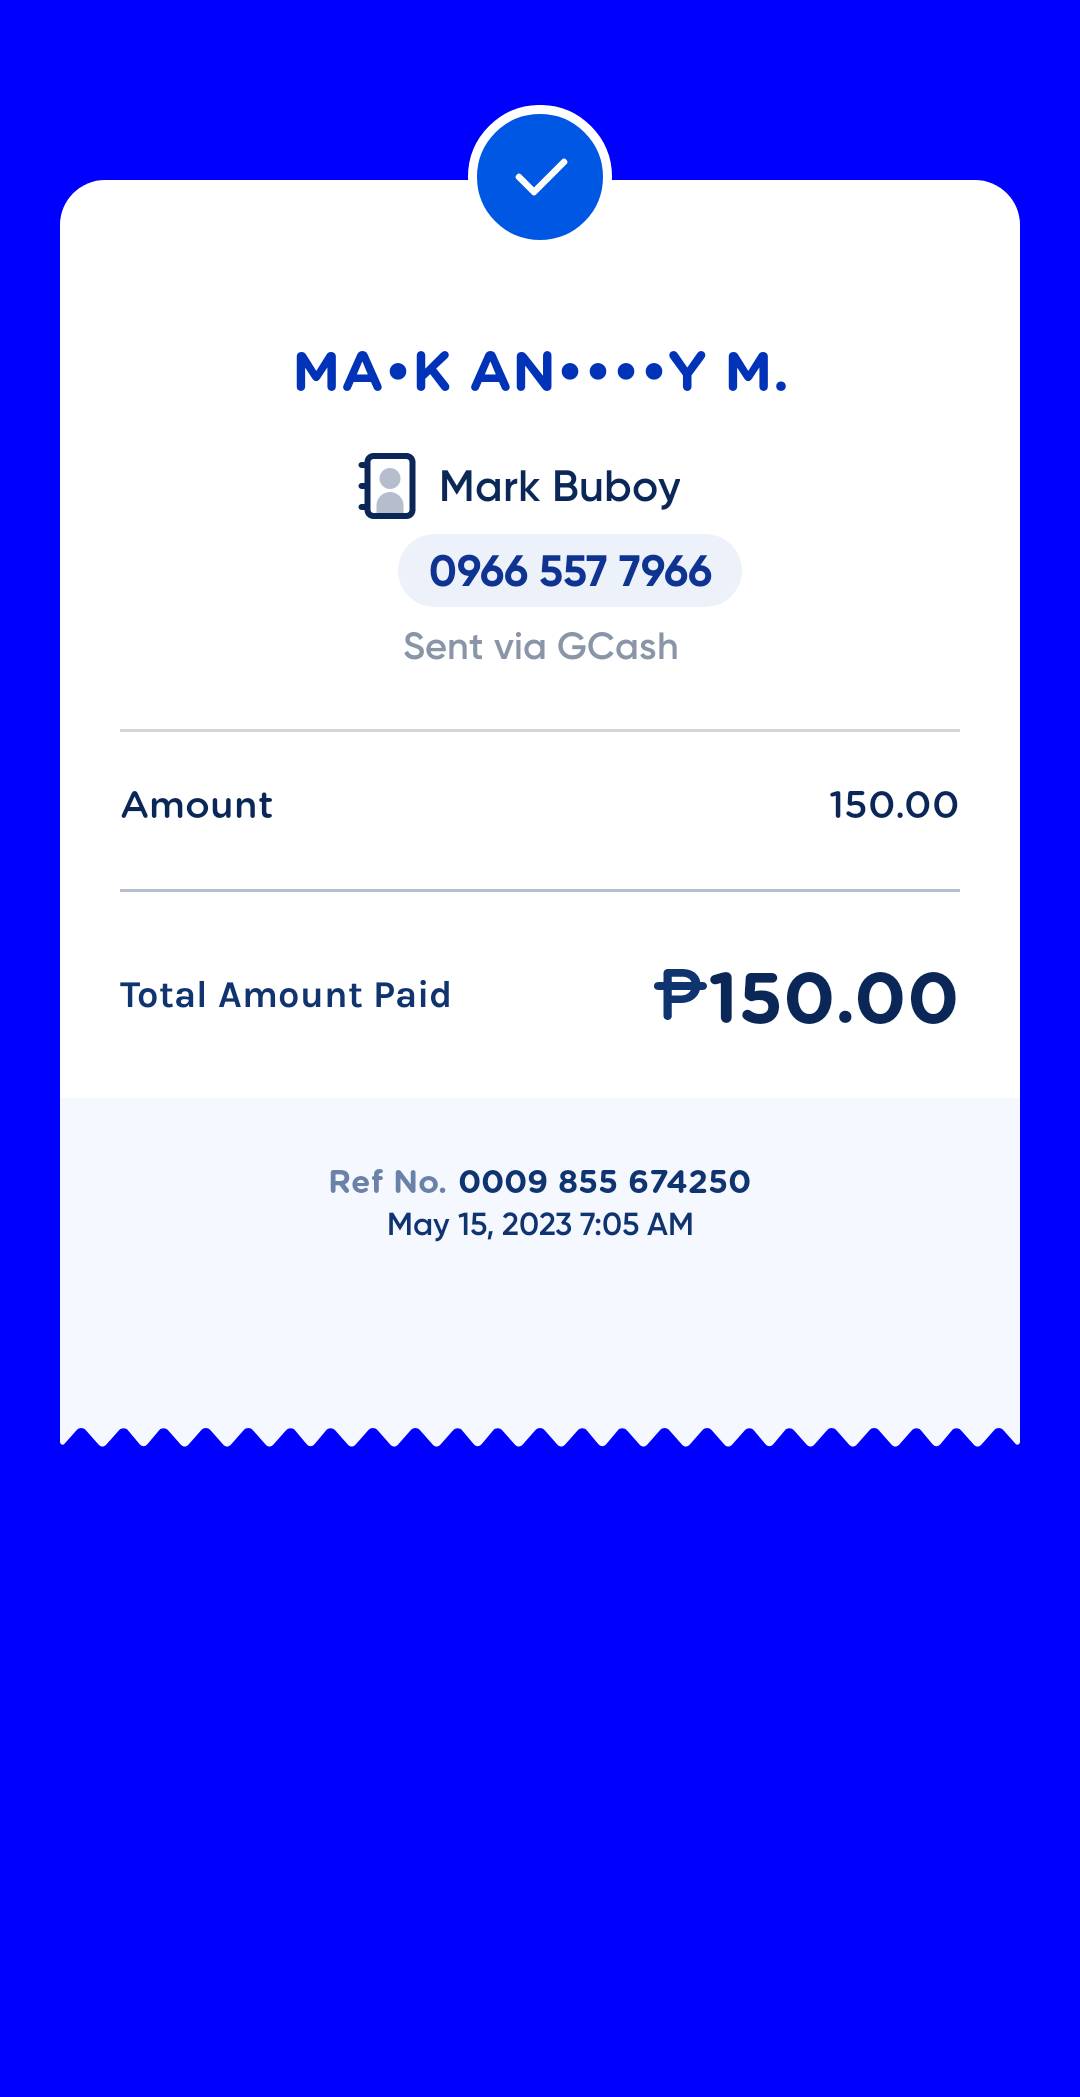 MA•K AN••••Y M.
Mark Buboy
0966 557 7966
Sent via GCash
Amount 150.00
Total Amount Paid ₱150.00
Ref No. 0009 855 674250
May 15, 2023 7:05 AM